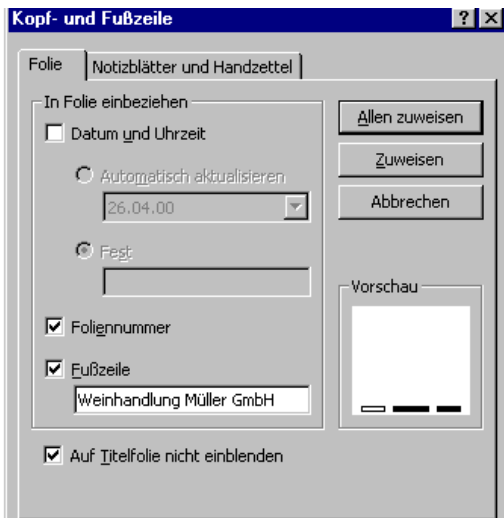 Kopf- und Fußzeile
Folie
Notizblätter und Handzettel
In Folie einbeziehen
Datum und Uhrzeit
Automatisch aktualisieren
26.04.00
Fest
Foliennummer
Fußzeile
Weinhandlung Müller GmbH
Auf Titelfolie nicht einblenden
Allen zuweisen
Zuweisen
Abbrechen
Vorschau